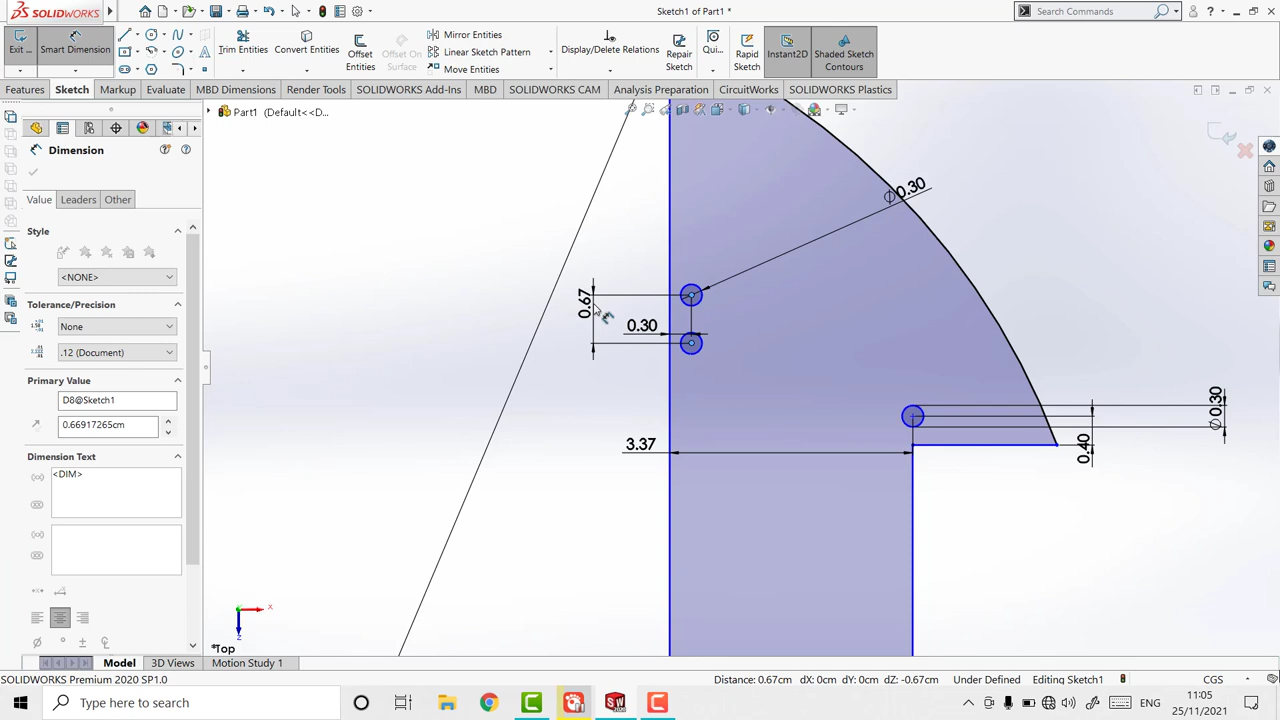 SOLIDWORKS
Sketch1 of Part1 *
Search Commands
Exit ...
Smart Dimension
Trim Entities
Convert Entities
Offset Entities
Offset On Surface
Mirror Entities
Linear Sketch Pattern
Move Entities
Display/Delete Relations
Repair Sketch
Qui...
Rapid Sketch
Instant2D
Shaded Sketch Contours
Features
Sketch
Markup
Evaluate
MBD Dimensions
Render Tools
SOLIDWORKS Add-Ins
MBD
SOLIDWORKS CAM
Analysis Preparation
CircuitWorks
SOLIDWORKS Plastics
Part1 (Default<<D...
Dimension
Value
Leaders
Other
Style
<NONE>
Tolerance/Precision
None
.12 (Document)
Primary Value
D8@Sketch1
0.66917265cm
Dimension Text
<DIM>
∅0.30
0.67
0.30
3.37
0.40
∅0.30
x
z
*Top
Model
3D Views
Motion Study 1
SOLIDWORKS Premium 2020 SP1.0
Distance: 0.67cm
dX: 0cm dY: 0cm dZ: -0.67cm
Under Defined
Editing Sketch1
CGS
Type here to search
11:05
25/11/2021